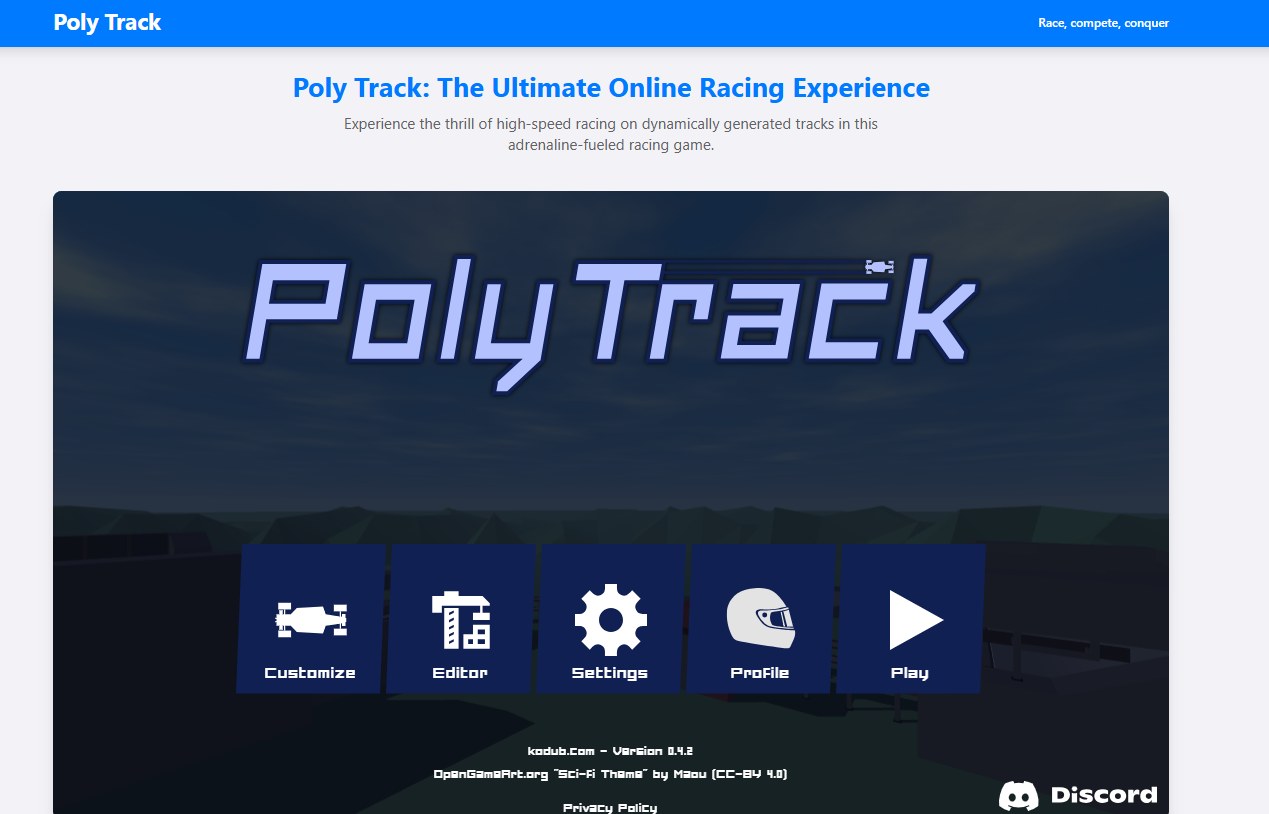 Poly Track
Race, compete, conquer
Poly Track: The Ultimate Online Racing Experience
Experience the thrill of high-speed racing on dynamically generated tracks in this
adrenaline-fueled racing game.
PolyTrack
Customize
Editor
Settings
Profile
Play
kodub.com - Version 0.4.2
OpenGameArt.org "Sci-fi Theme" by Maou (CC-BY 4.0)
Privacy Policy
Discord